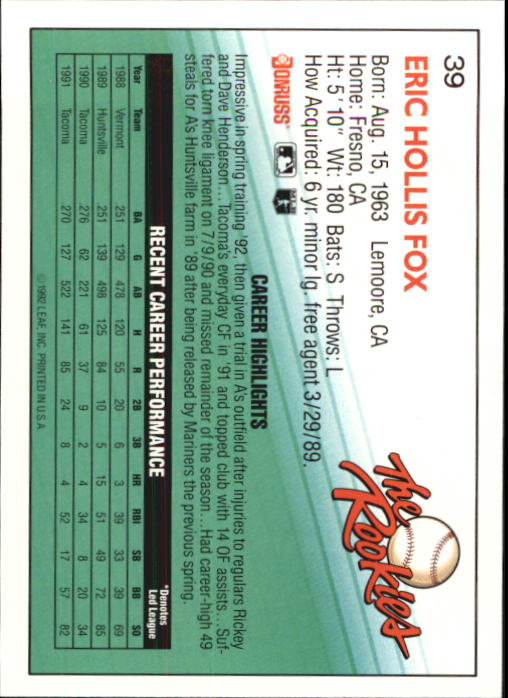 39
ERIC HOLLIS FOX
Born: Aug. 15, 1963 Lemoore, CA
Home: Fresno, CA
Ht: 5'10" Wt: 180 Bats: S Throws: L
How Acquired: 6 yr. minor lg. free agent 3/29/89.
The
Rookies
DONRUSS
CAREER HIGHLIGHTS
Impressive in spring training '92, then given a trial in A's outfield after injuries to regulars Rickey
and Dave Henderson...Tacoma's everyday CF in '91 and topped club with 14 OF assists...Suf-
fered torn knee ligament on 7/9/90 and missed remainder of the season...Had career-high 49
steals for A's Huntsville farm in '89 after being released by Mariners the previous spring.
RECENT CAREER PERFORMANCE
*Denotes
Led League
Year Team BA G AB H R 2B 3B HR RBI SB BB SO
1988 Vermont 251 129 478 120 55 20 6 3 39 33 39 69
1989 Huntsville 251 139 498 125 84 10 5 15 51 49 72 85
1990 Tacoma 276 62 221 61 37 9 2 4 34 8 20 34
1991 Tacoma 270 127 522 141 85 24 8 4 52 17 57 82
© 1992 LEAF, INC. PRINTED IN U.S.A.